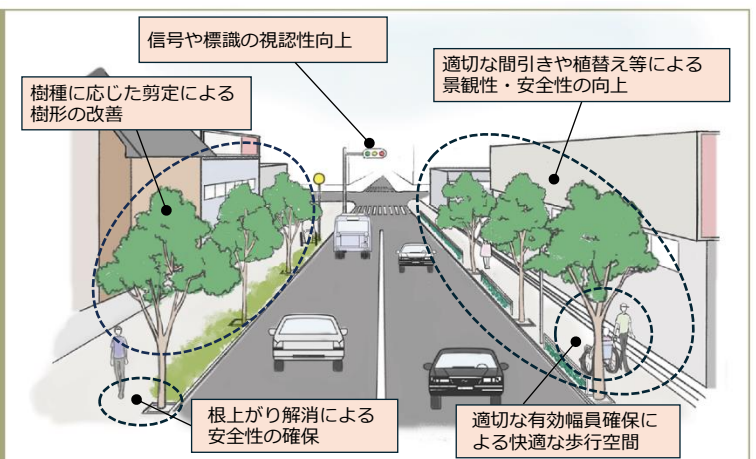 信号や標識の視認性向上
適切な間引きや植替え等による
景観性・安全性の向上
樹種に応じた剪定による
樹形の改善
根上がり解消による
安全性の確保
適切な有効幅員確保に
よる快適な歩行空間